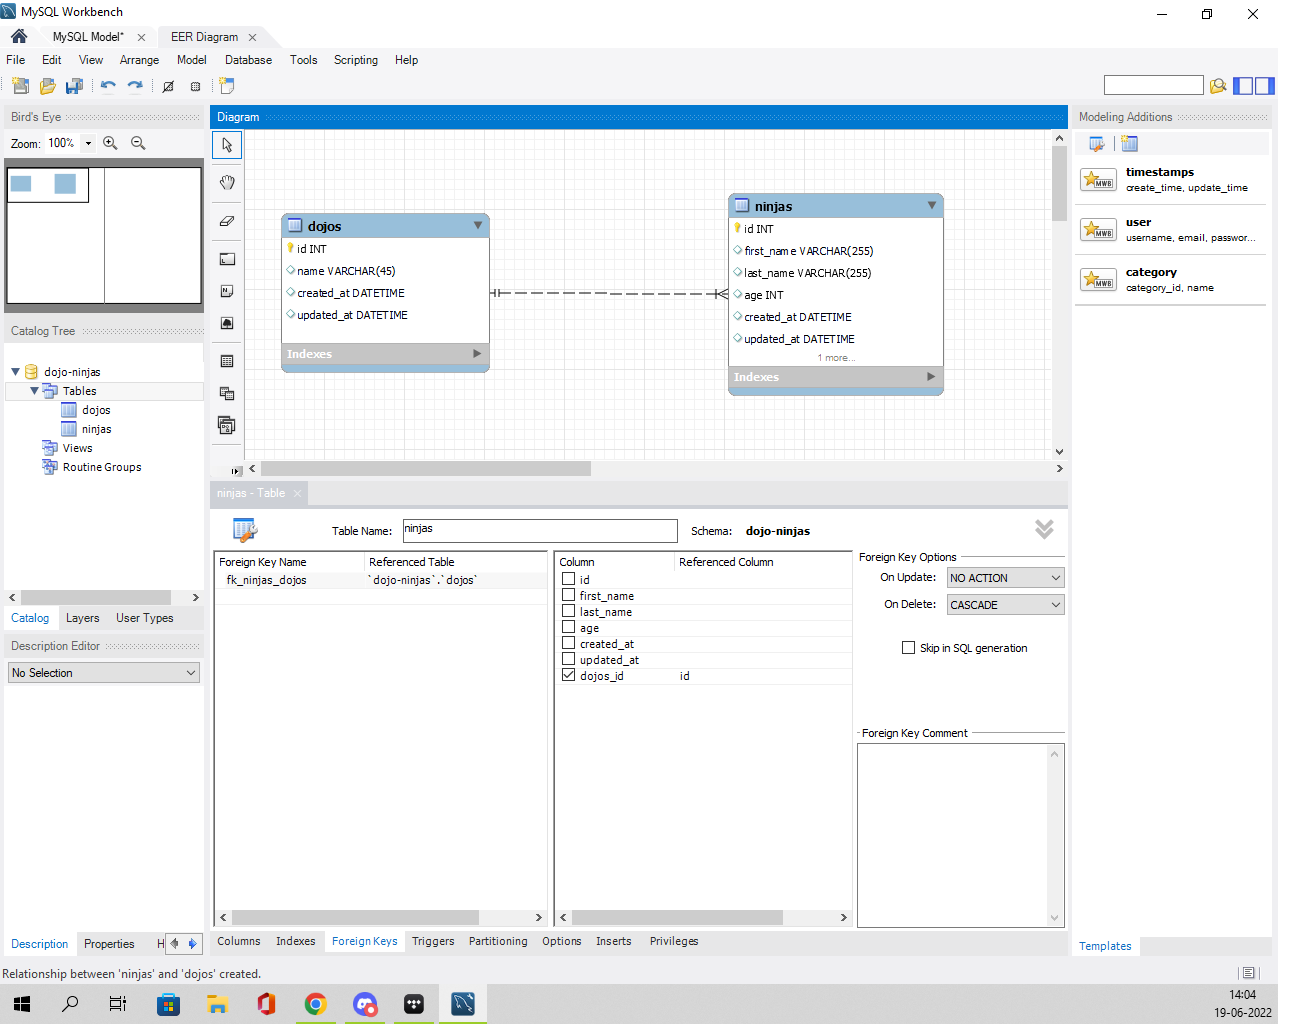 MySQL Workbench
MySQL Model*
EER Diagram
File Edit View Arrange Model Database Tools Scripting Help
Bird's Eye
Zoom: 100%
Diagram
Modeling Additions
timestamps
create_time, update_time
user
username, email, passwor...
category
category_id, name
dojos
id INT
name VARCHAR(45)
created_at DATETIME
updated_at DATETIME
Indexes
ninjas
id INT
first_name VARCHAR(255)
last_name VARCHAR(255)
age INT
created_at DATETIME
updated_at DATETIME
1 more...
Indexes
Catalog Tree
dojo-ninjas
Tables
dojos
ninjas
Views
Routine Groups
Catalog Layers User Types
Description Editor
No Selection
Description Properties H
ninjas - Table
Table Name: ninjas Schema: dojo-ninjas
Foreign Key Name Referenced Table
fk_ninjas_dojos `dojo-ninjas`.`dojos`
Column Referenced Column
id
first_name
last_name
age
created_at
updated_at
dojos_id id
Foreign Key Options
On Update: NO ACTION
On Delete: CASCADE
Skip in SQL generation
Foreign Key Comment
Columns Indexes Foreign Keys Triggers Partitioning Options Inserts Privileges
Templates
Relationship between 'ninjas' and 'dojos' created.
14:04
19-06-2022